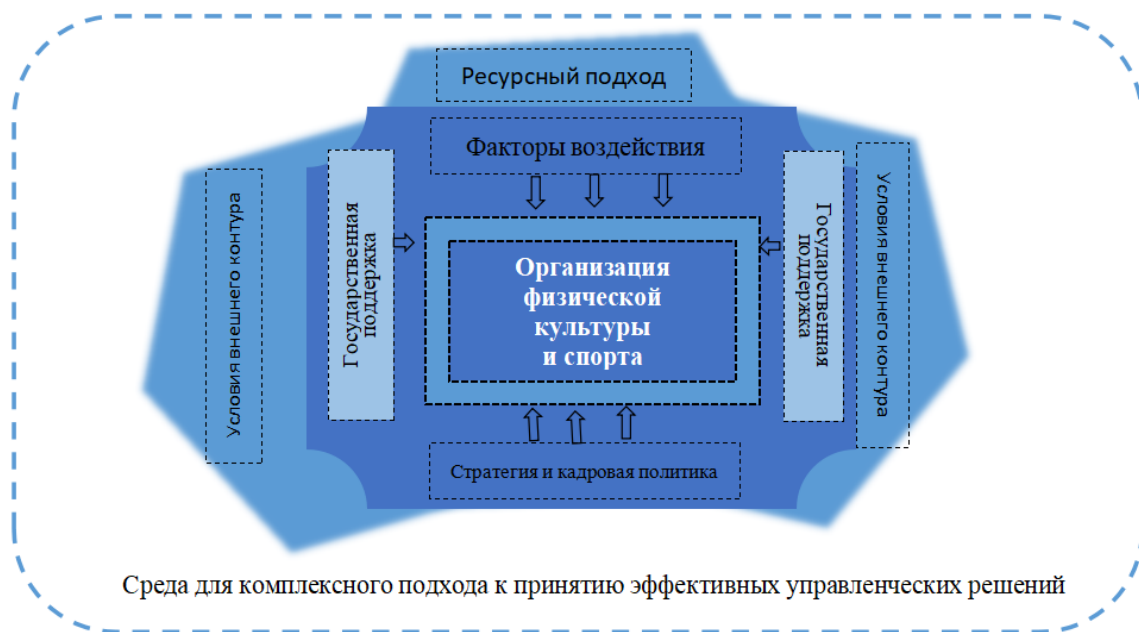 Ресурсный подход
Факторы воздействия
Условия внешнего контура
Государственная
поддержка
Организация
физической
культуры
и спорта
Государственная
поддержка
Условия внешнего контура
Стратегия и кадровая политика
Среда для комплексного подхода к принятию эффективных управленческих решений